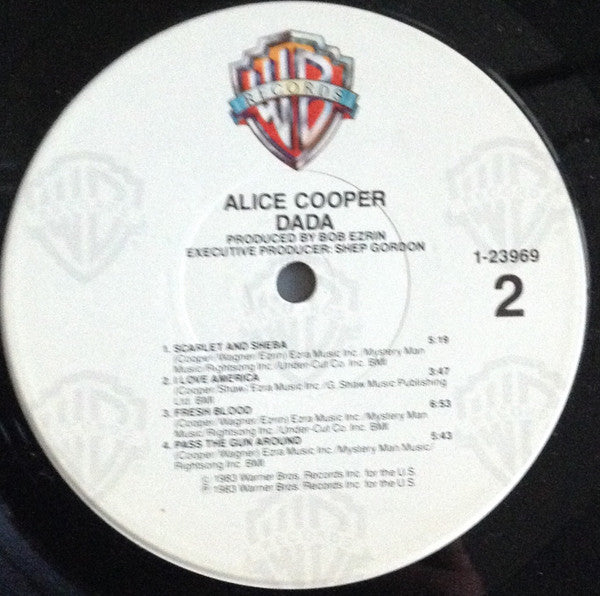 WB
RECORDS
ALICE COOPER
DADA
PRODUCED BY BOB EZRIN
EXECUTIVE PRODUCER: SHEP GORDON
1-23969
2
1. SCARLET AND SHEBA 5:19
(Cooper/Wagner/Ezrin) Ezra Music Inc./Mystery Man
Music/Rightsong Inc./Under-Cut Co. Inc. BMI
2. I LOVE AMERICA 3:47
(Cooper/Shaw) Ezra Music Inc./G. Shaw Music Publishing
Ltd. BMI
3. FRESH BLOOD 6:53
(Cooper/Wagner/Ezrin) Ezra Music Inc./Mystery Man
Music/Rightsong Inc./Under-Cut Co. Inc. BMI
4. PASS THE GUN AROUND 5:43
(Cooper/Wagner) Ezra Music Inc./Mystery Man Music/
Rightsong Inc. BMI
© 1983 Warner Bros. Records Inc. for the U.S.
℗ 1983 Warner Bros. Records Inc. for the U.S.